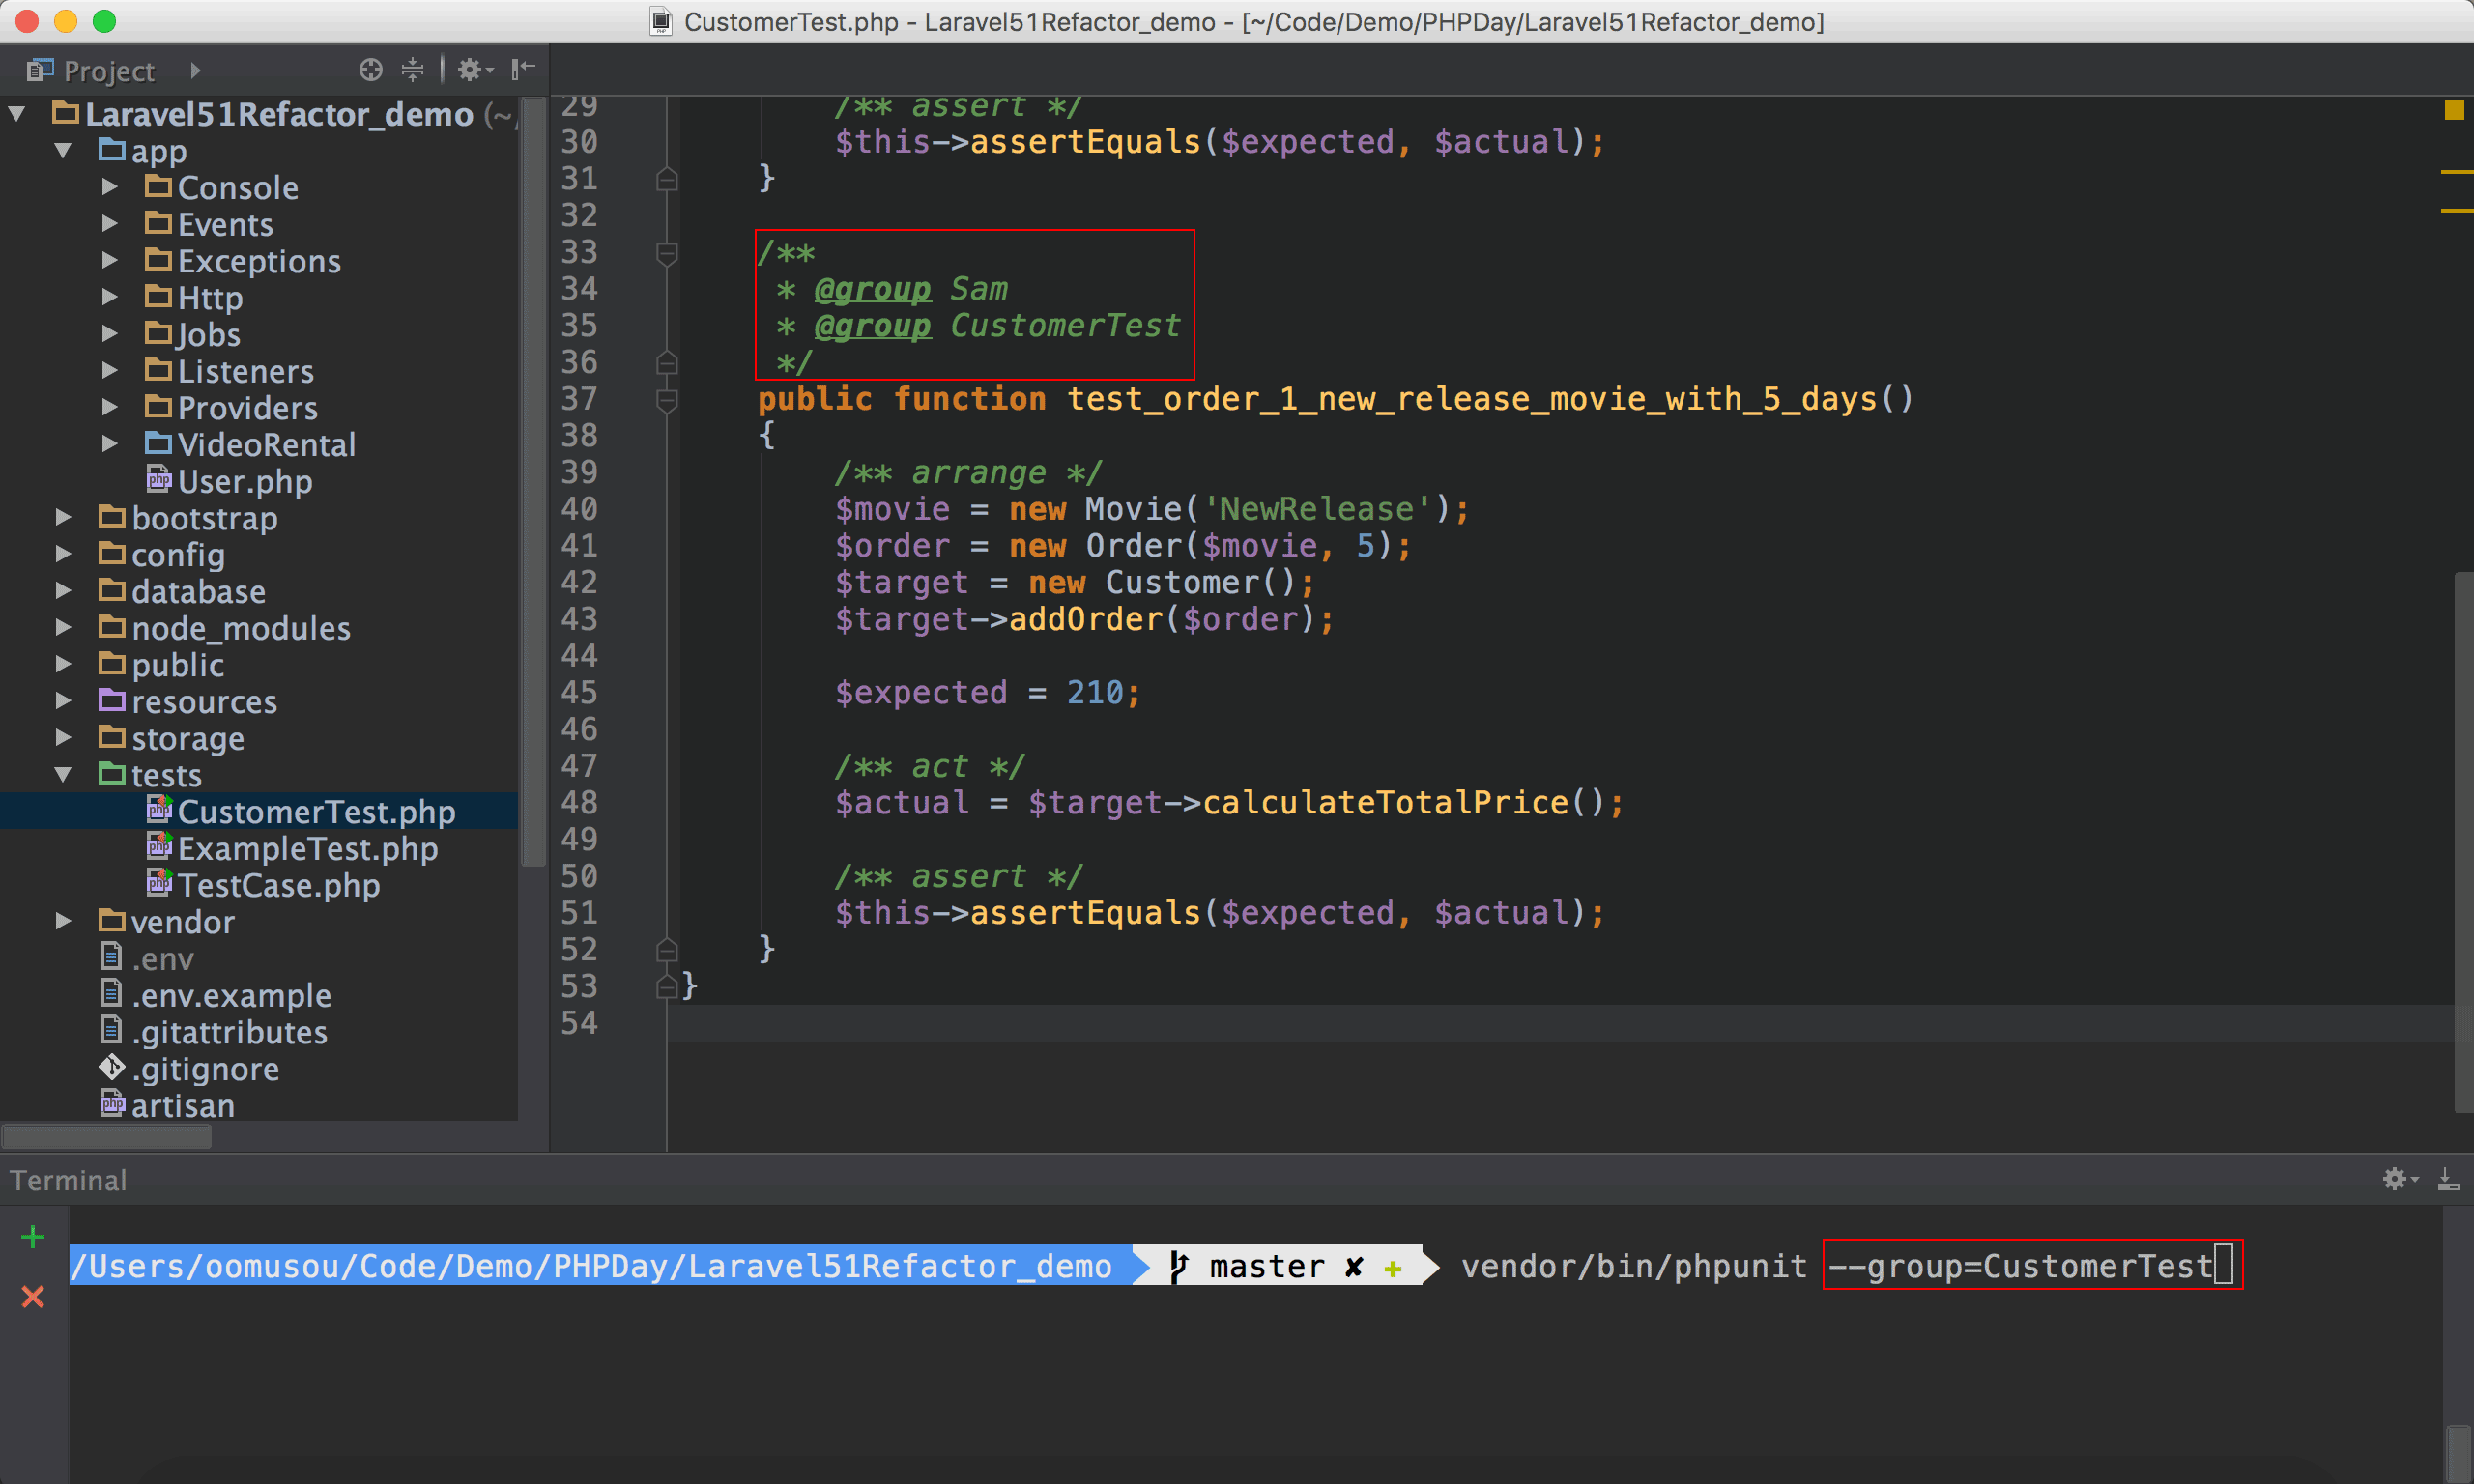 CustomerTest.php - Laravel51Refactor_demo - [~/Code/Demo/PHPDay/Laravel51Refactor_demo]
Project
Laravel51Refactor_demo (~/
app
Console
Events
Exceptions
Http
Jobs
Listeners
Providers
VideoRental
User.php
bootstrap
config
database
node_modules
public
resources
storage
tests
CustomerTest.php
ExampleTest.php
TestCase.php
vendor
.env
.env.example
.gitattributes
.gitignore
artisan
29 /** assert */
30 $this->assertEquals($expected, $actual);
31 }
32
33 /**
34 * @group Sam
35 * @group CustomerTest
36 */
37 public function test_order_1_new_release_movie_with_5_days()
38 {
39 /** arrange */
40 $movie = new Movie('NewRelease');
41 $order = new Order($movie, 5);
42 $target = new Customer();
43 $target->addOrder($order);
44
45 $expected = 210;
46
47 /** act */
48 $actual = $target->calculateTotalPrice();
49
50 /** assert */
51 $this->assertEquals($expected, $actual);
52 }
53 }
54
Terminal
/Users/oomusou/Code/Demo/PHPDay/Laravel51Refactor_demo master ✘ + vendor/bin/phpunit --group=CustomerTest